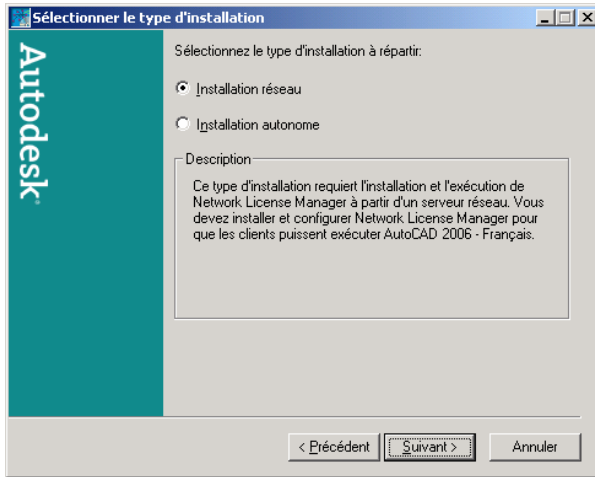 Sélectionner le type d'installation
Autodesk
Sélectionnez le type d'installation à répartir:
Installation réseau
Installation autonome
Description
Ce type d'installation requiert l'installation et l'exécution de
Network License Manager à partir d'un serveur réseau. Vous
devez installer et configurer Network License Manager pour
que les clients puissent exécuter AutoCAD 2006 - Français.
< Précédent
Suivant >
Annuler